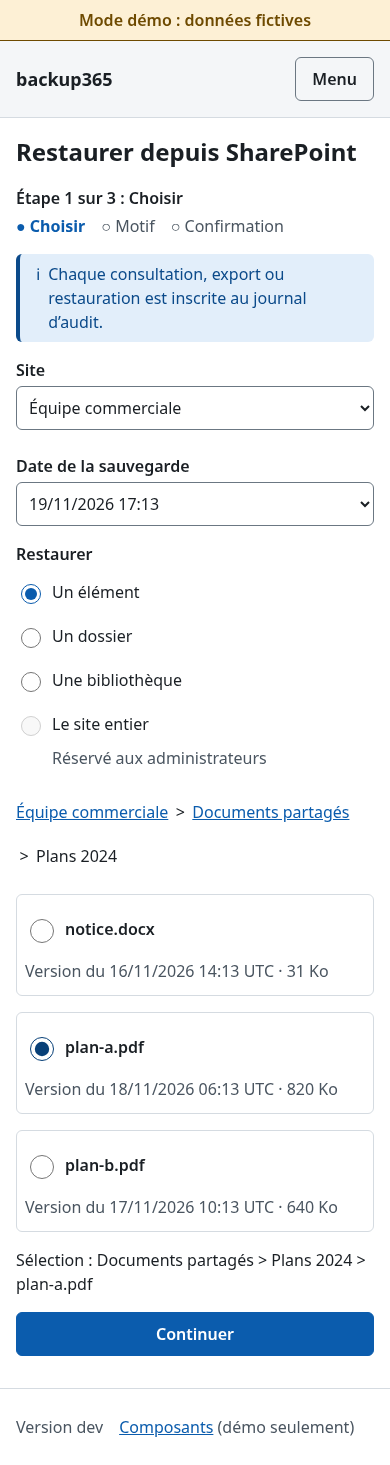 Mode démo : données fictives
backup365
Menu
Restaurer depuis SharePoint
Étape 1 sur 3 : Choisir
● Choisir ○ Motif ○ Confirmation
i Chaque consultation, export ou
restauration est inscrite au journal
d’audit.
Site
Équipe commerciale
Date de la sauvegarde
19/11/2026 17:13
Restaurer
Un élément
Un dossier
Une bibliothèque
Le site entier
Réservé aux administrateurs
Équipe commerciale > Documents partagés
> Plans 2024
notice.docx
Version du 16/11/2026 14:13 UTC · 31 Ko
plan-a.pdf
Version du 18/11/2026 06:13 UTC · 820 Ko
plan-b.pdf
Version du 17/11/2026 10:13 UTC · 640 Ko
Sélection : Documents partagés > Plans 2024 >
plan-a.pdf
Continuer
Version dev Composants (démo seulement)